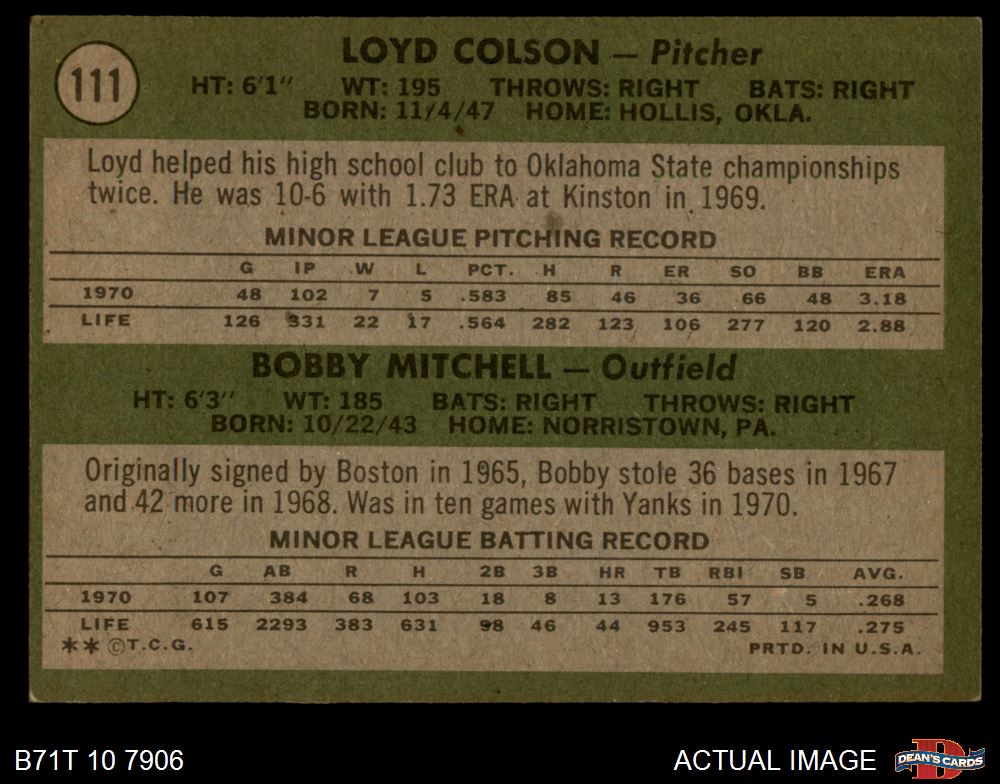 111
LOYD COLSON — Pitcher
HT: 6'1" WT: 195 THROWS: RIGHT BATS: RIGHT
BORN: 11/4/47 HOME: HOLLIS, OKLA.
Loyd helped his high school club to Oklahoma State championships
twice. He was 10-6 with 1.73 ERA at Kinston in 1969.
MINOR LEAGUE PITCHING RECORD
G IP W L PCT. H R ER SO BB ERA
1970 48 102 7 5 .583 85 46 36 66 48 3.18
LIFE 126 331 22 17 .564 282 123 106 277 120 2.88
BOBBY MITCHELL — Outfield
HT: 6'3" WT: 185 BATS: RIGHT THROWS: RIGHT
BORN: 10/22/43 HOME: NORRISTOWN, PA.
Originally signed by Boston in 1965, Bobby stole 36 bases in 1967
and 42 more in 1968. Was in ten games with Yanks in 1970.
MINOR LEAGUE BATTING RECORD
G AB R H 2B 3B HR TB RBI SB AVG.
1970 107 384 68 103 18 8 13 176 57 5 .268
LIFE 615 2293 383 631 98 46 44 953 245 117 .275
**©T.C.G. PRTD. IN U.S.A.
B71T 10 7906 ACTUAL IMAGE DEAN'S CARDS